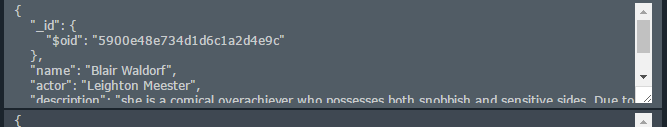 {
"_id": {
"$oid": "5900e48e734d1d6c1a2d4e9c"
},
"name": "Blair Waldorf",
"actor": "Leighton Meester",
"description": "she is a comical overachiever who possesses both snobbish and sensitive sides. Due to
{